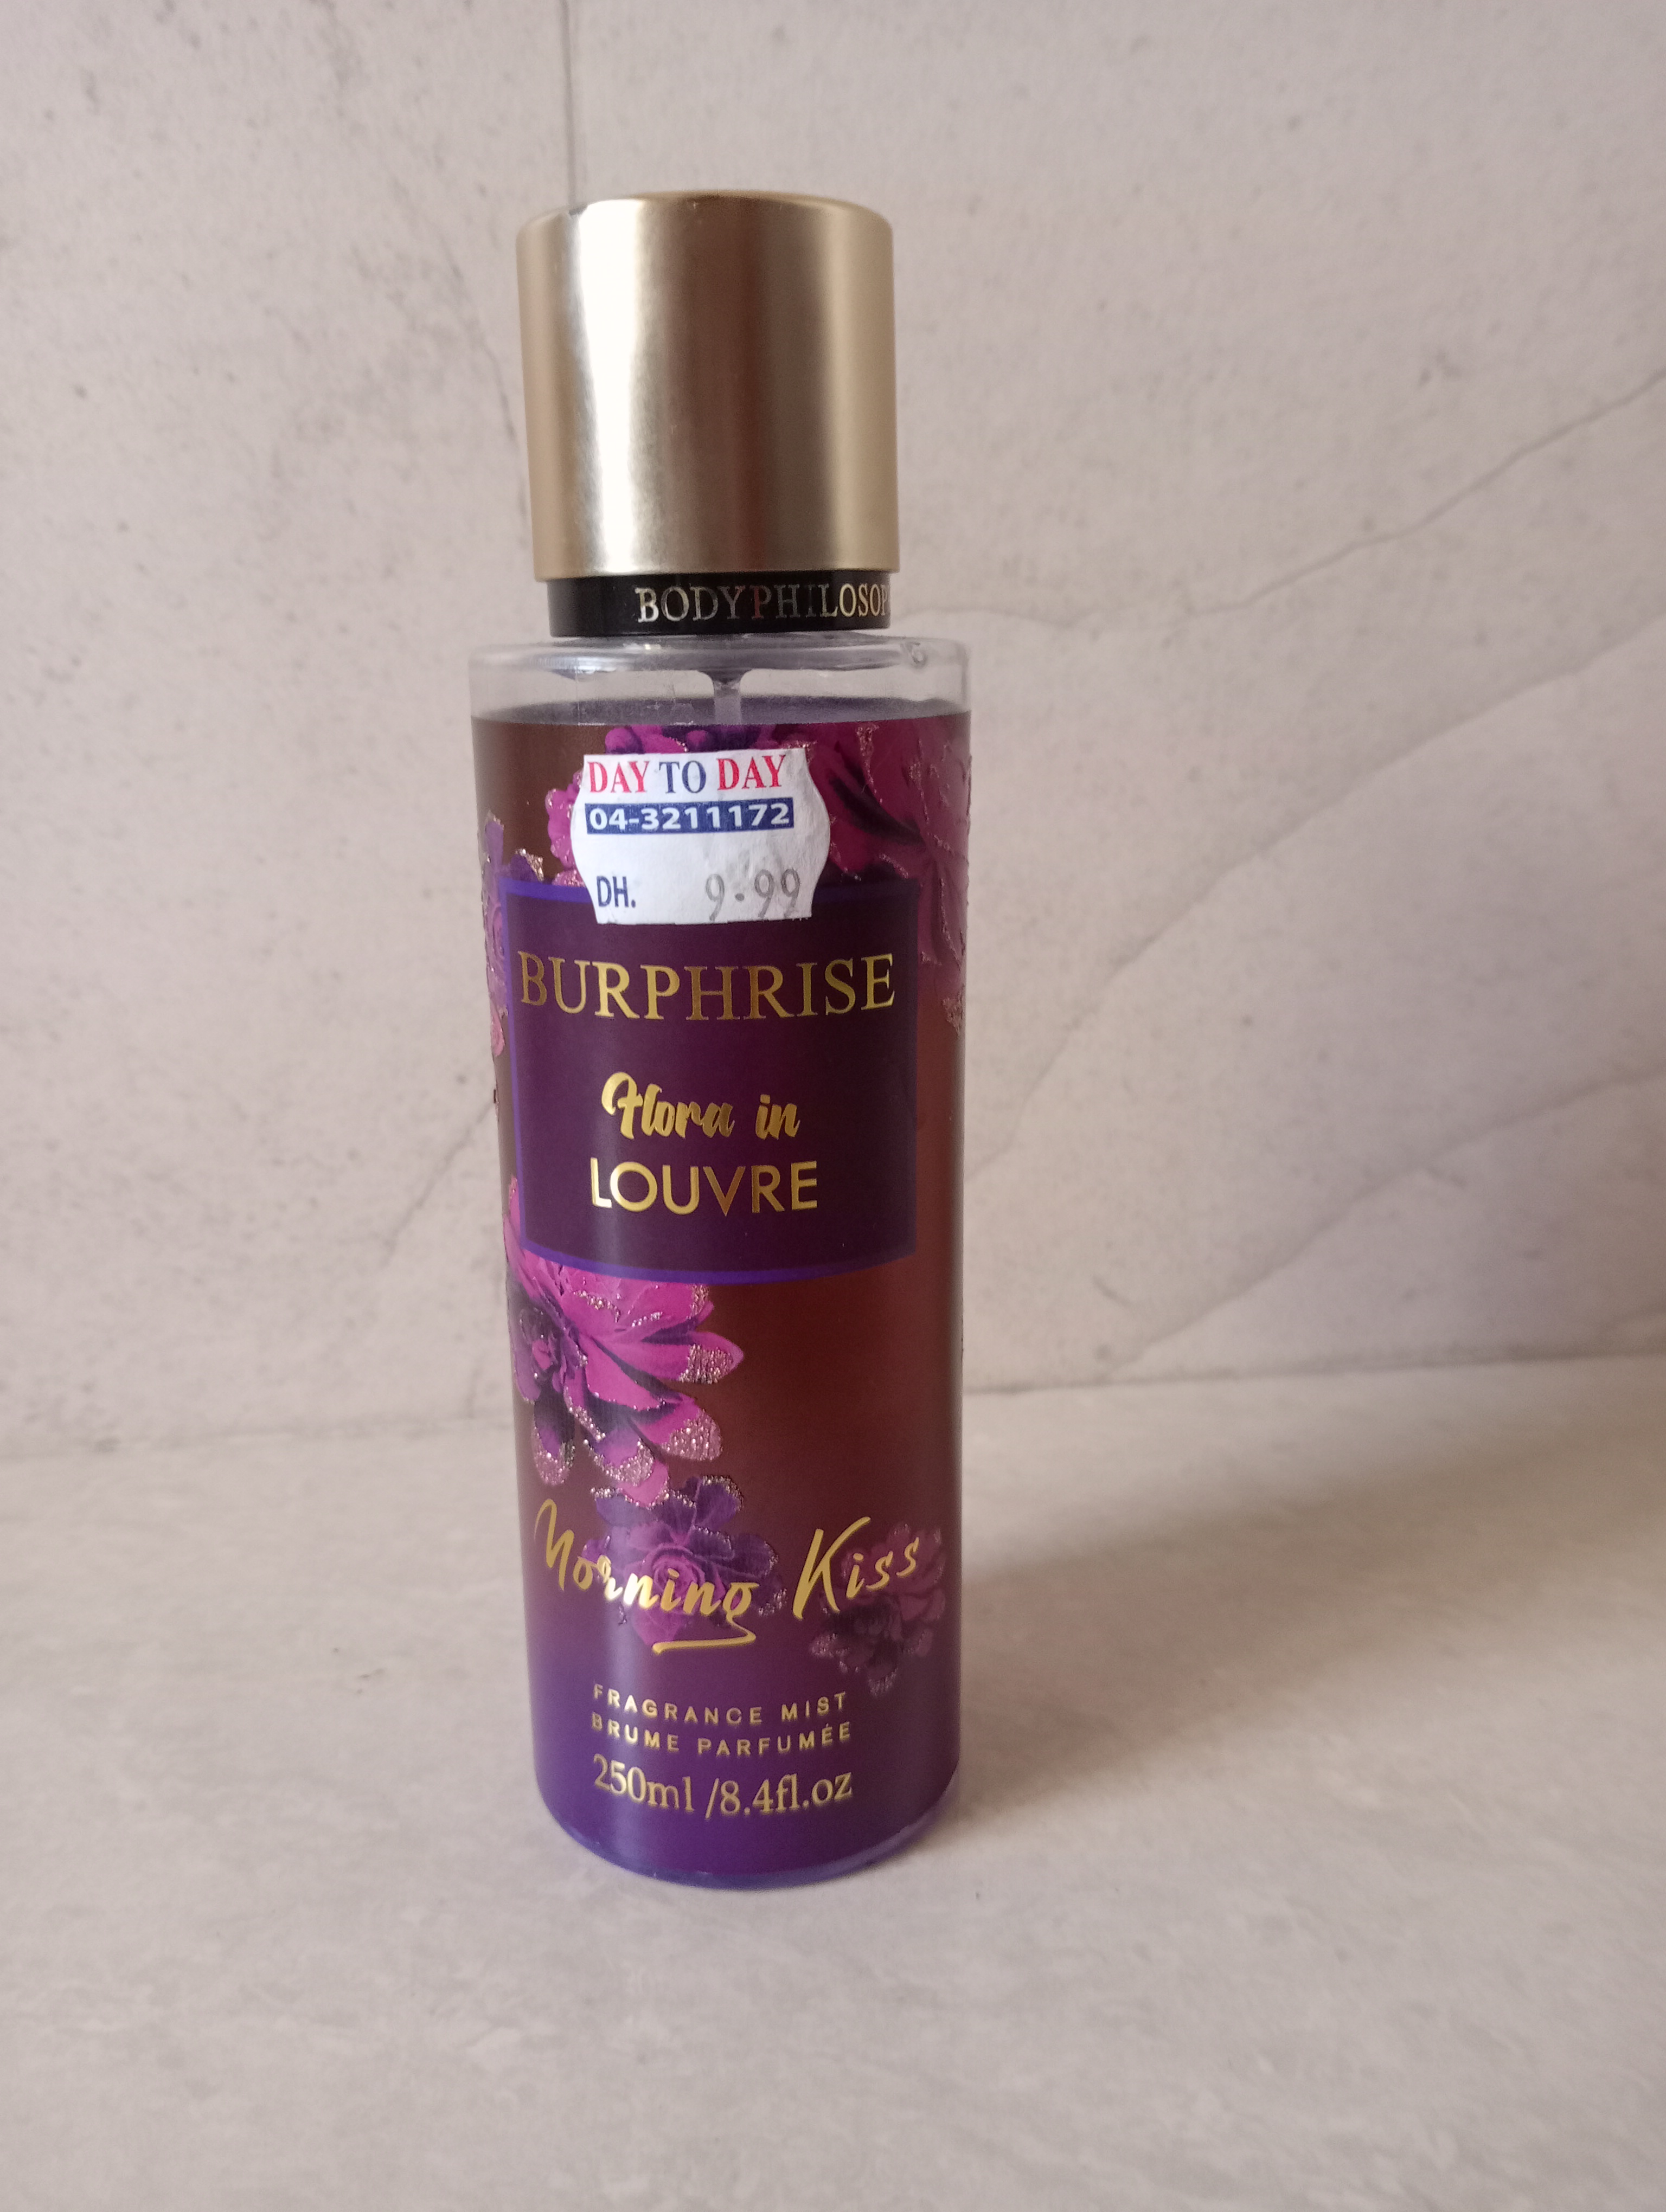 BODYPHILOSOP
DAY TO DAY
04-3211172
DH. 9.99
BURPHRISE
Flora in
LOUVRE
Morning Kiss
FRAGRANCE MIST
BRUME PARFUMÉE
250ml /8.4fl.oz